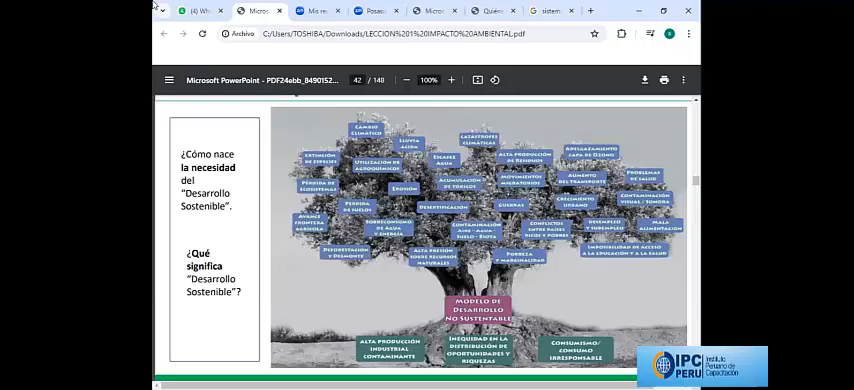 (4) Wh
Micros
Mis re
Posas
Micros
Quién
sistem
Archivo
C:/Users/TOSHIBA/Downloads/LECCION%201%20IMPACTO%20AMBIENTAL.pdf
Microsoft PowerPoint - PDF24ebb_8490152...
42 / 148
100%
¿Cómo nace
la necesidad
del
“Desarrollo
Sostenible”.
¿Qué
significa
“Desarrollo
Sostenible”?
CAMBIO
CLIMÁTICO
LLUVIA
ÁCIDA
CATÁSTROFES
CLIMÁTICAS
EXTINCIÓN
DE ESPECIES
UTILIZACIÓN DE
AGROQUÍMICOS
ESCASEZ
AGUA
ALTA PRODUCCIÓN
DE RESIDUOS
ADELGAZAMIENTO
CAPA DE OZONO
PÉRDIDA DE
ECOSISTEMAS
EROSIÓN
ACUMULACIÓN
DE TÓXICOS
MOVIMIENTOS
MIGRATORIOS
AUMENTO
DEL TRANSPORTE
PROBLEMAS
DE SALUD
PÉRDIDA
DE SUELOS
DESERTIFICACIÓN
GUERRAS
CRECIMIENTO
URBANO
CONTAMINACIÓN
VISUAL / SONORA
AVANCE
FRONTERA
AGRÍCOLA
SOBRECONSUMO
DE AGUA
Y ENERGÍA
CONTAMINACIÓN
AIRE - AGUA -
SUELO - BIOTA
CONFLICTOS
ENTRE PAÍSES
RICOS Y POBRES
DESEMPLEO
Y SUBEMPLEO
MALA
ALIMENTACIÓN
DEFORESTACIÓN
Y DESMONTE
ALTA PRESIÓN
SOBRE RECURSOS
NATURALES
POBREZA
Y MARGINALIDAD
IMPOSIBILIDAD DE ACCESO
A LA EDUCACIÓN Y A LA SALUD
MODELO DE
DESARROLLO
NO SUSTENTABLE
ALTA PRODUCCIÓN
INDUSTRIAL
CONTAMINANTE
INEQUIDAD EN LA
DISTRIBUCIÓN DE
OPORTUNIDADES Y
RIQUEZAS
CONSUMISMO/
CONSUMO
IRRESPONSABLE
IPC
PERÚ
Instituto
Peruano de
Capacitación